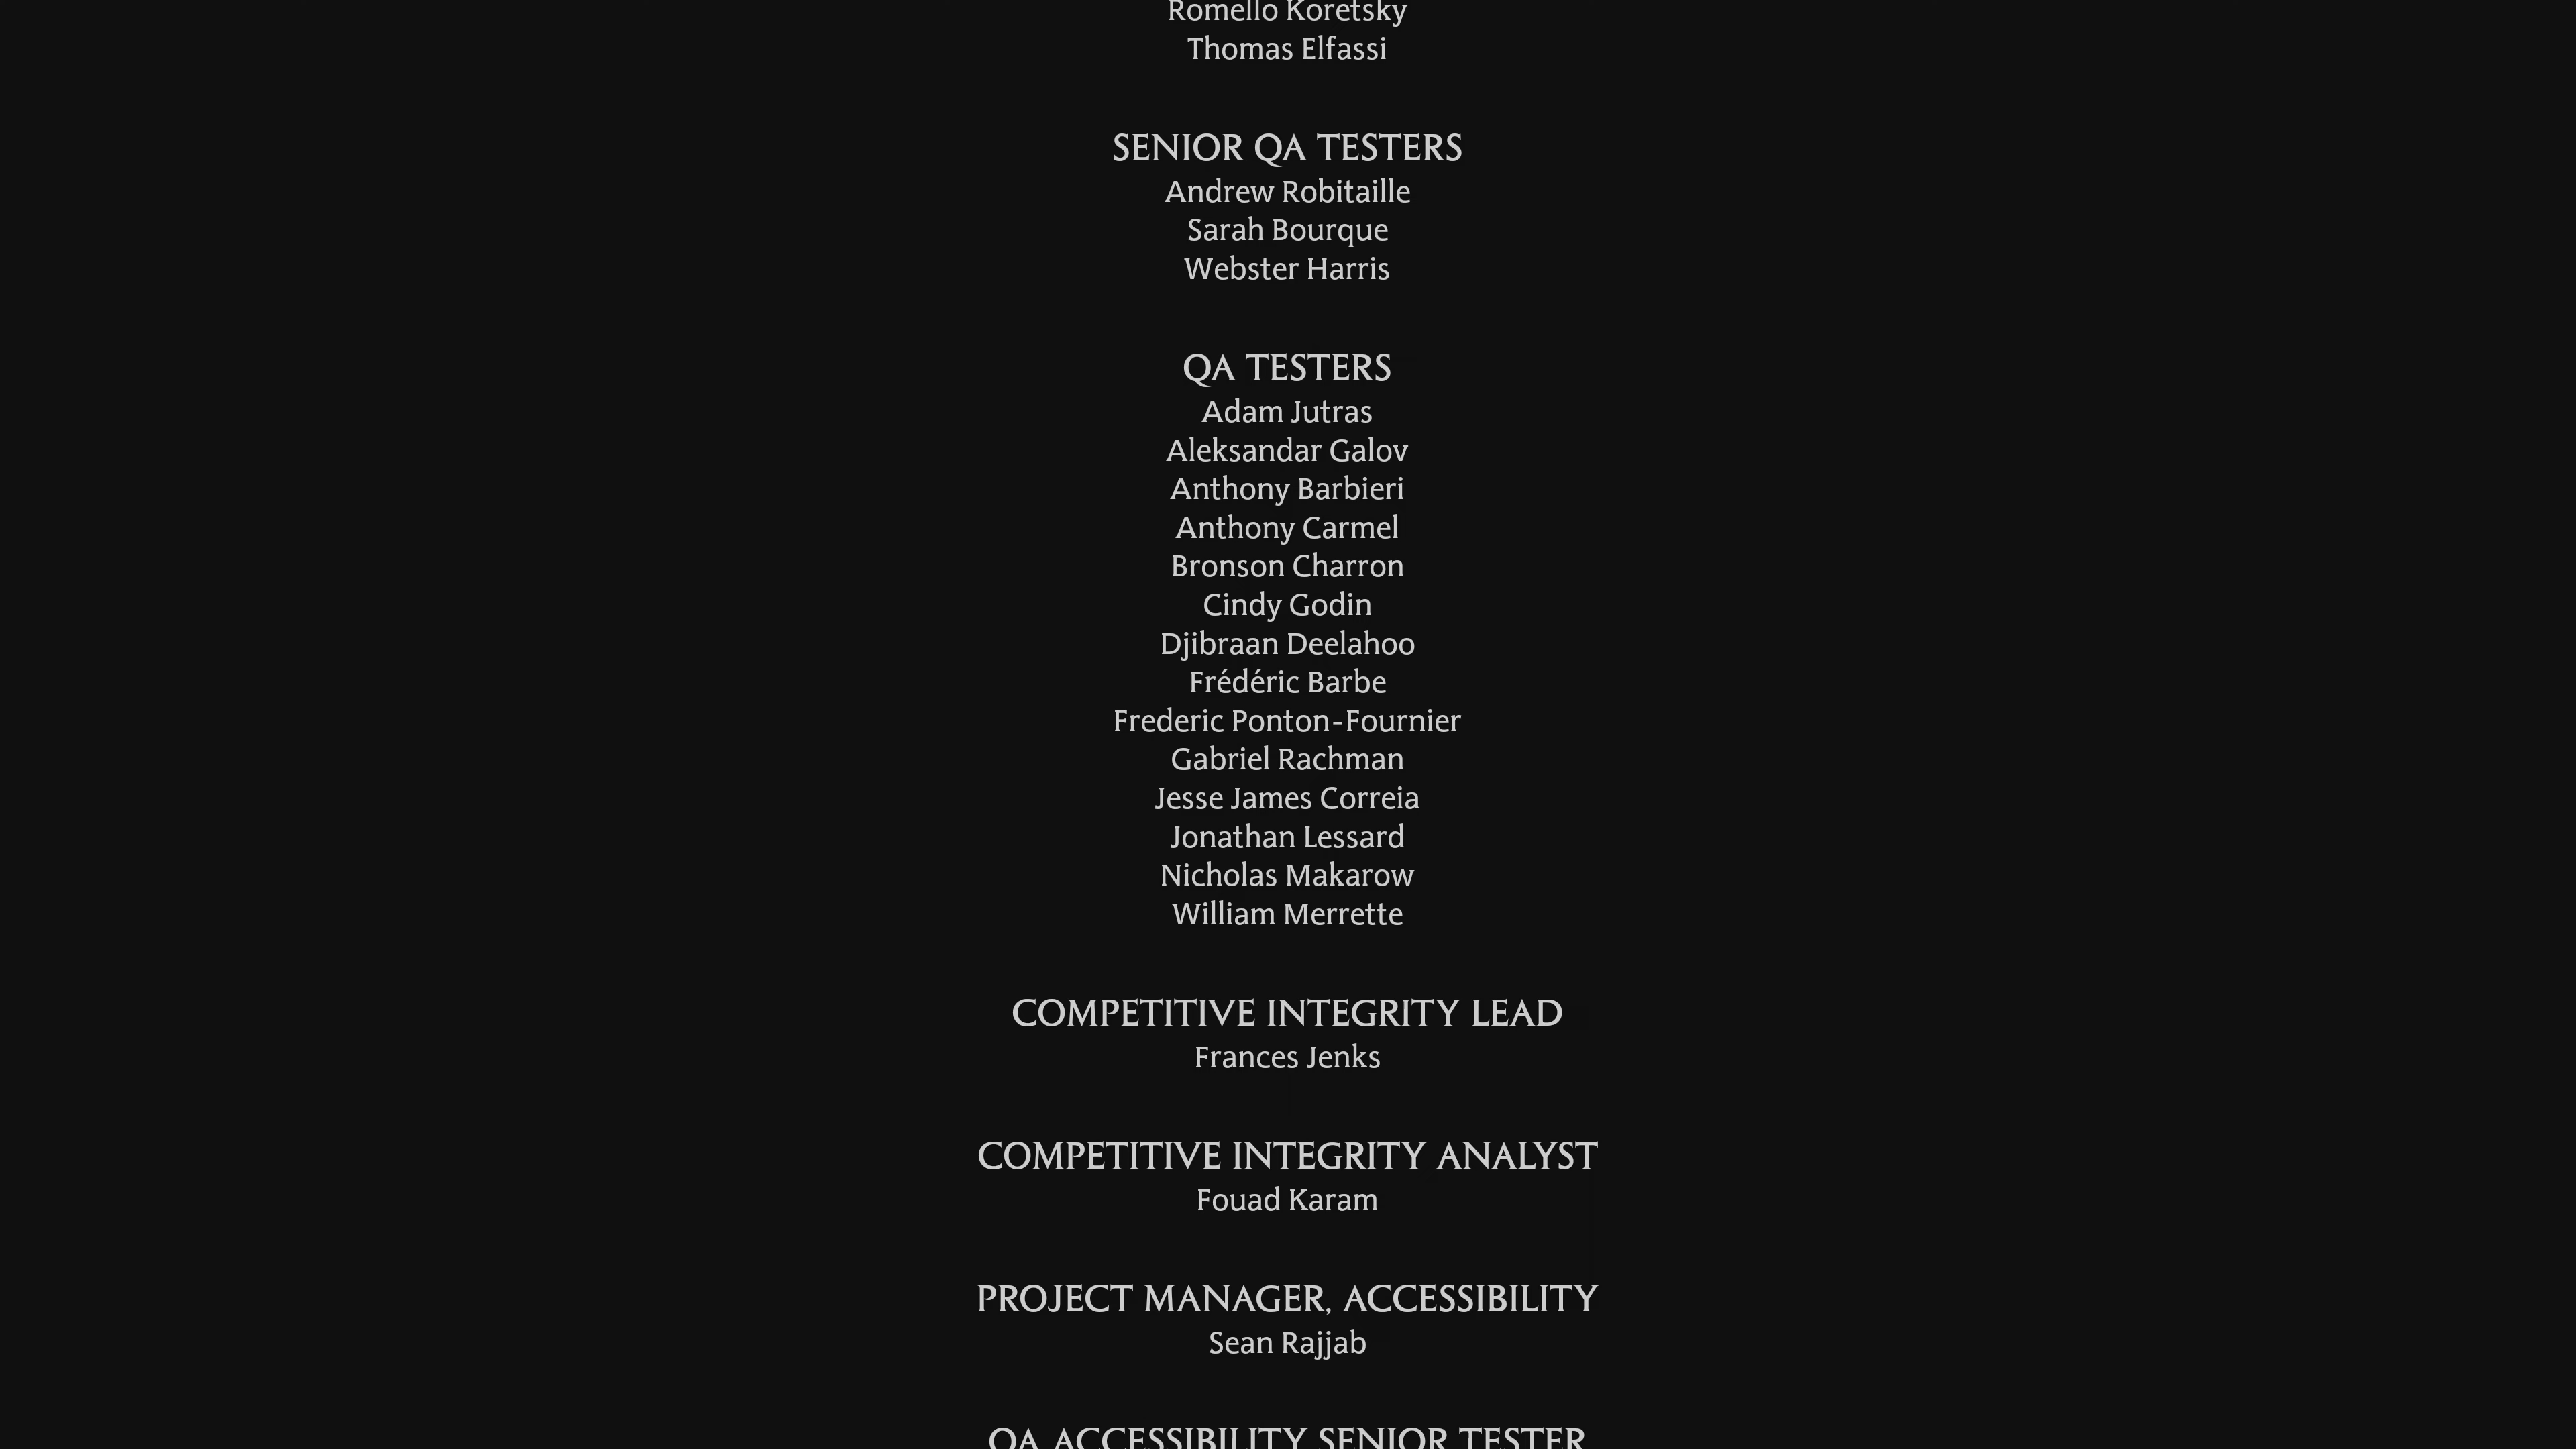 Romello Koretsky
Thomas Elfassi
SENIOR QA TESTERS
Andrew Robitaille
Sarah Bourque
Webster Harris
QA TESTERS
Adam Jutras
Aleksandar Galov
Anthony Barbieri
Anthony Carmel
Bronson Charron
Cindy Godin
Djibraan Deelahoo
Frédéric Barbe
Frederic Ponton-Fournier
Gabriel Rachman
Jesse James Correia
Jonathan Lessard
Nicholas Makarow
William Merrette
COMPETITIVE INTEGRITY LEAD
Frances Jenks
COMPETITIVE INTEGRITY ANALYST
Fouad Karam
PROJECT MANAGER, ACCESSIBILITY
Sean Rajjab
QA ACCESSIBILITY SENIOR TESTER